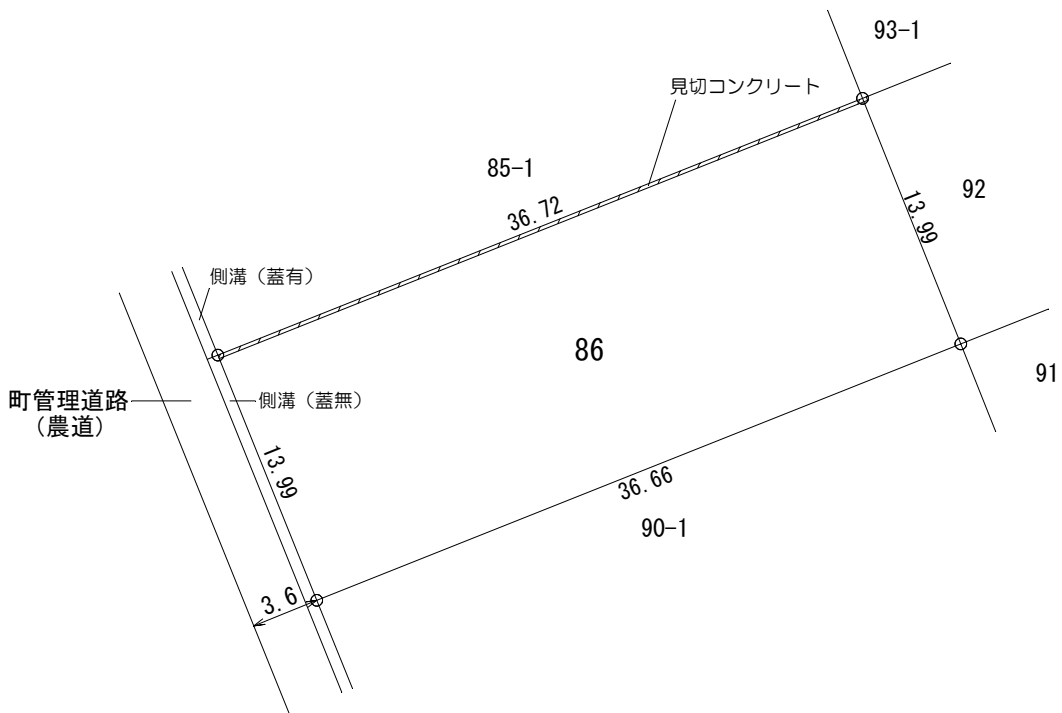 93-1
見切コンクリート
85-1
36.72
92
13.99
側溝（蓋有）
86
91
町管理道路
（農道）
側溝（蓋無）
13.99
36.66
90-1
3.6